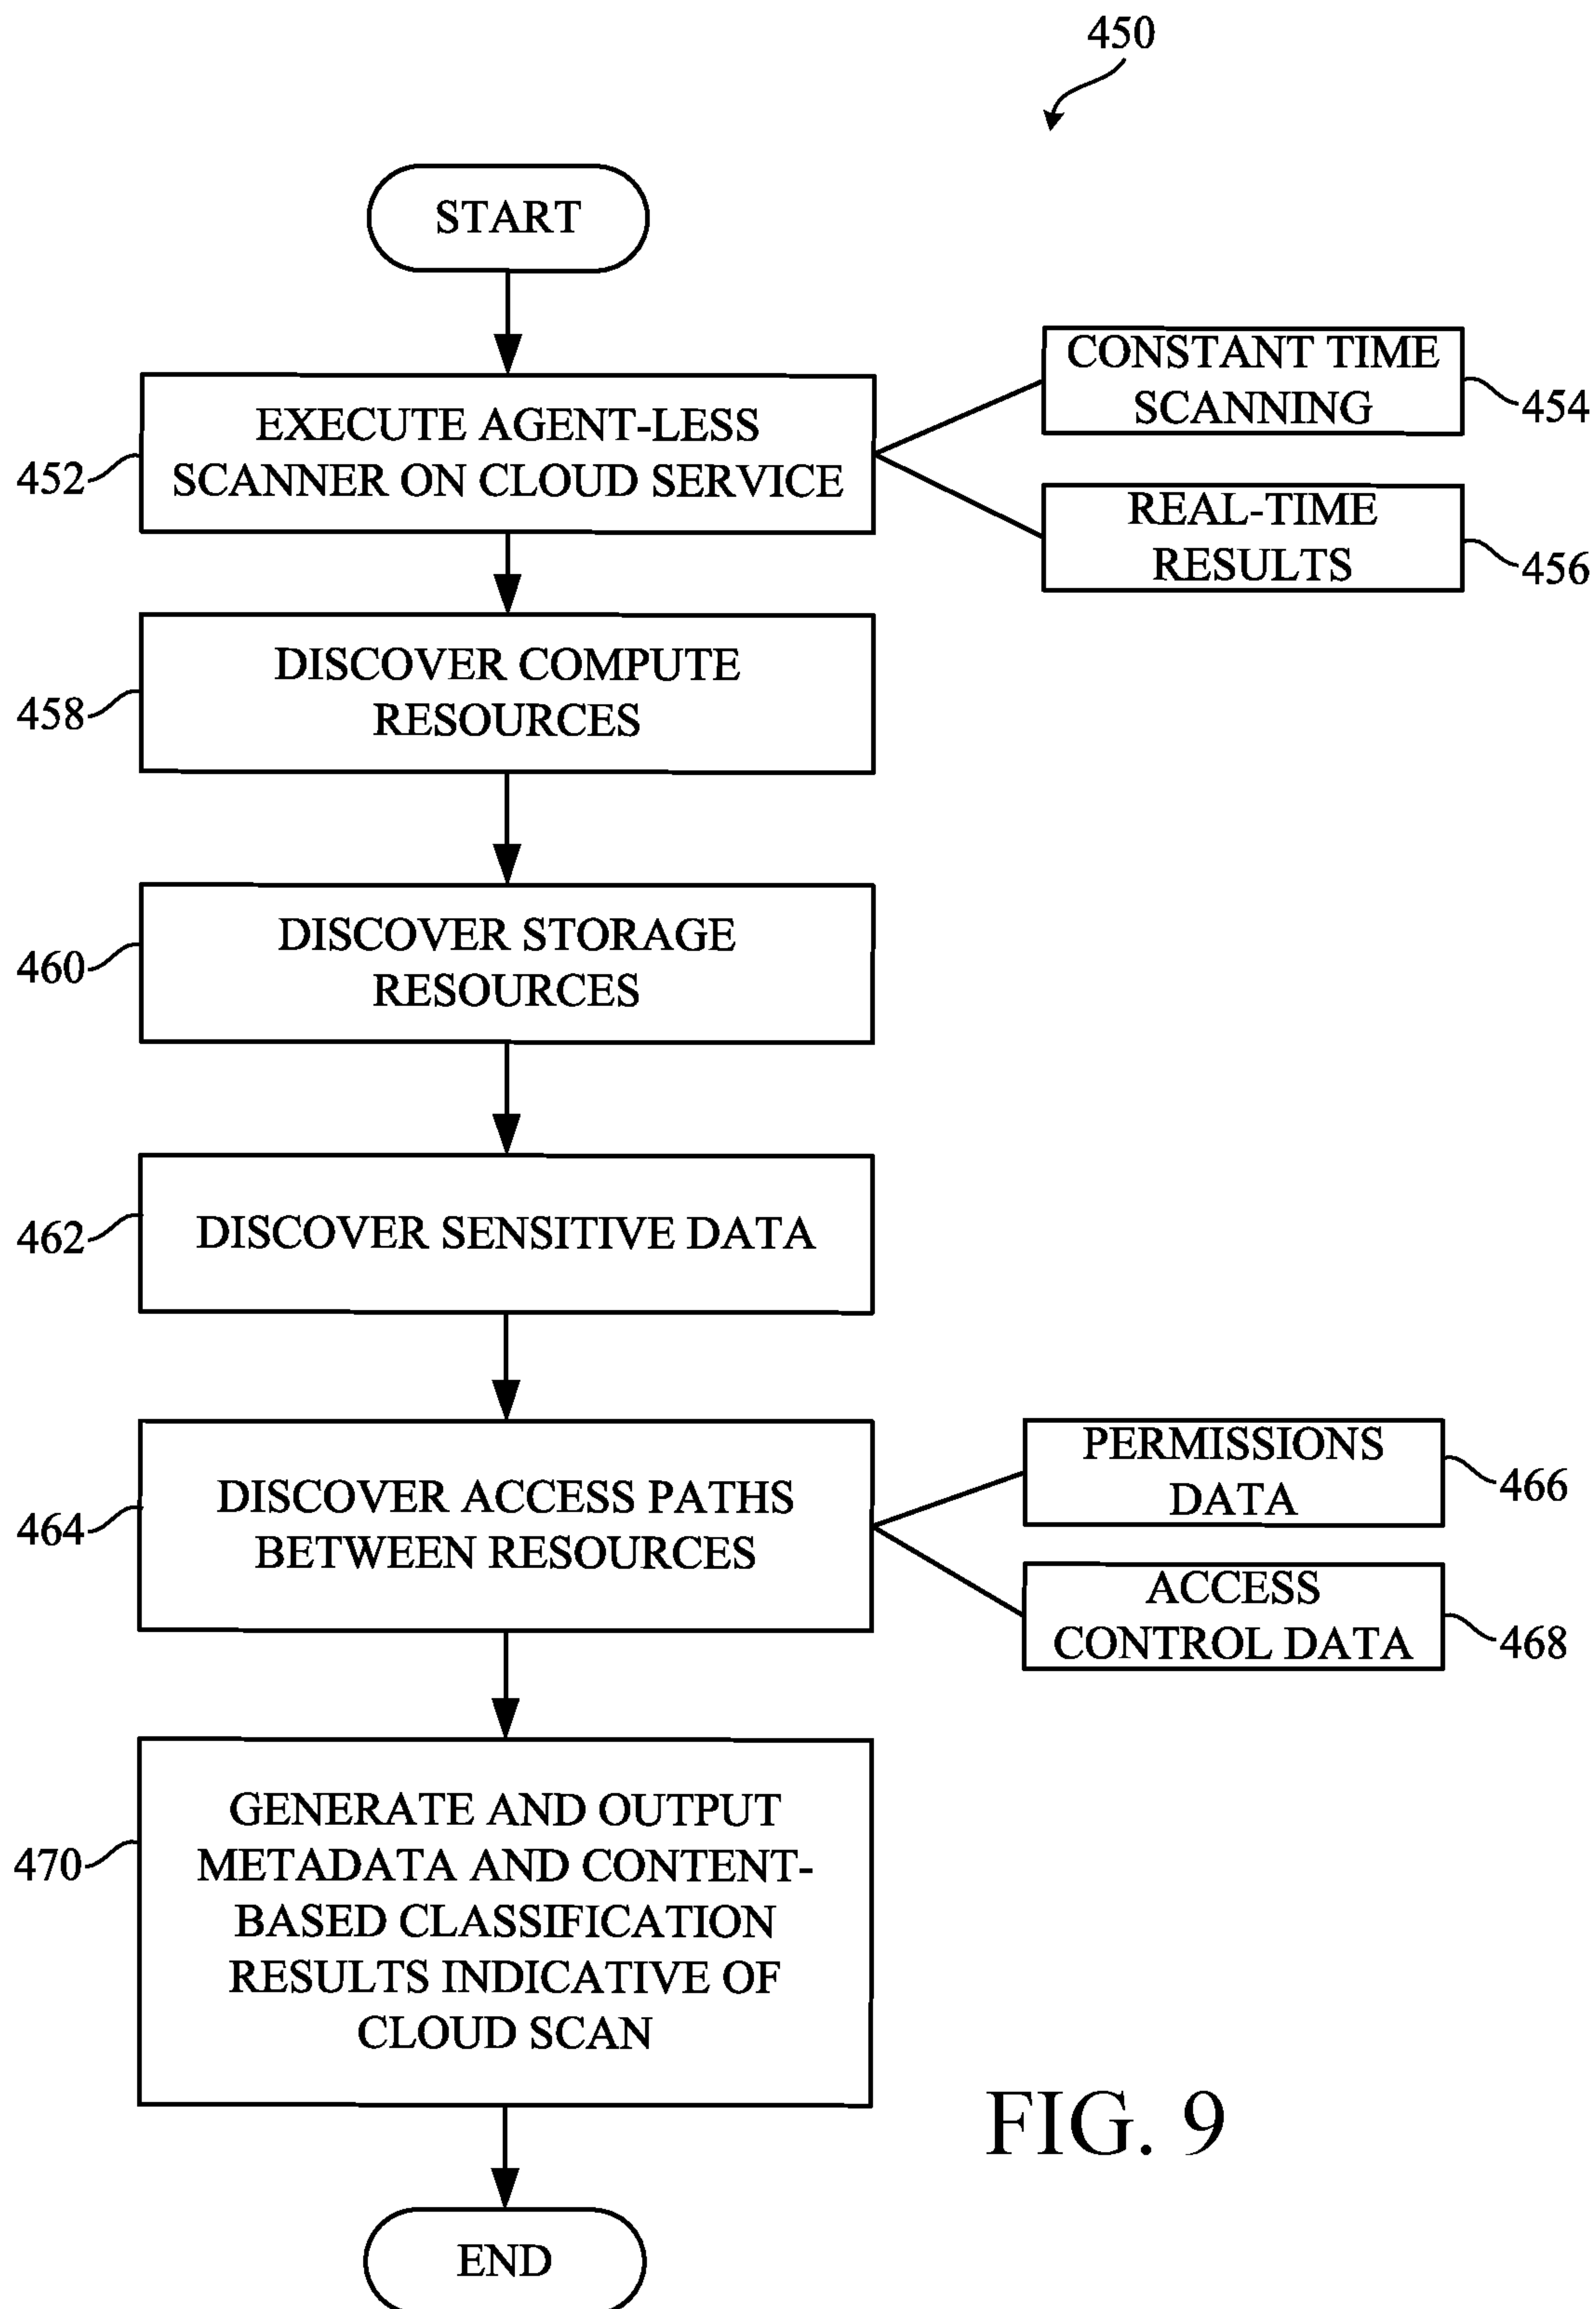 450
START
EXECUTE AGENT-LESS
SCANNER ON CLOUD SERVICE
452
CONSTANT TIME
SCANNING
454
REAL-TIME
RESULTS
456
DISCOVER COMPUTE
RESOURCES
458
DISCOVER STORAGE
RESOURCES
460
DISCOVER SENSITIVE DATA
462
DISCOVER ACCESS PATHS
BETWEEN RESOURCES
464
PERMISSIONS
DATA
466
ACCESS
CONTROL DATA
468
GENERATE AND OUTPUT
METADATA AND CONTENT-
BASED CLASSIFICATION
RESULTS INDICATIVE OF
CLOUD SCAN
470
END
FIG. 9